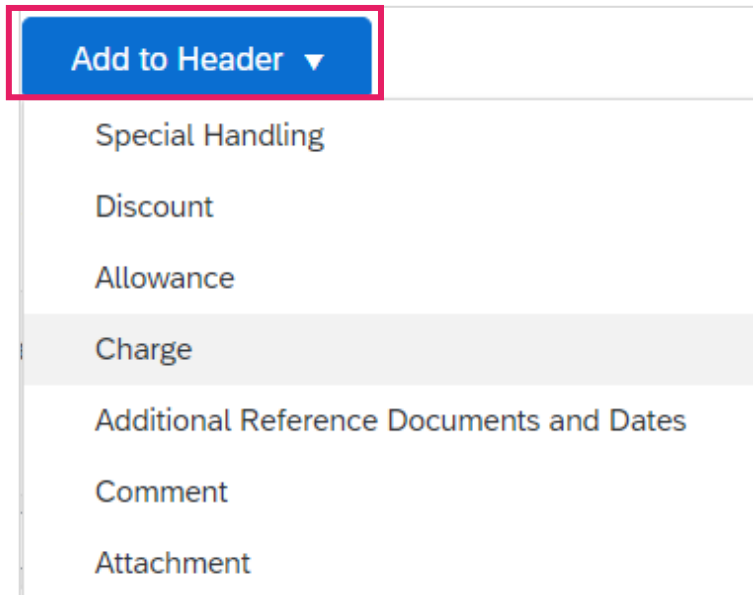 Add to Header ▼
Special Handling
Discount
Allowance
Charge
Additional Reference Documents and Dates
Comment
Attachment